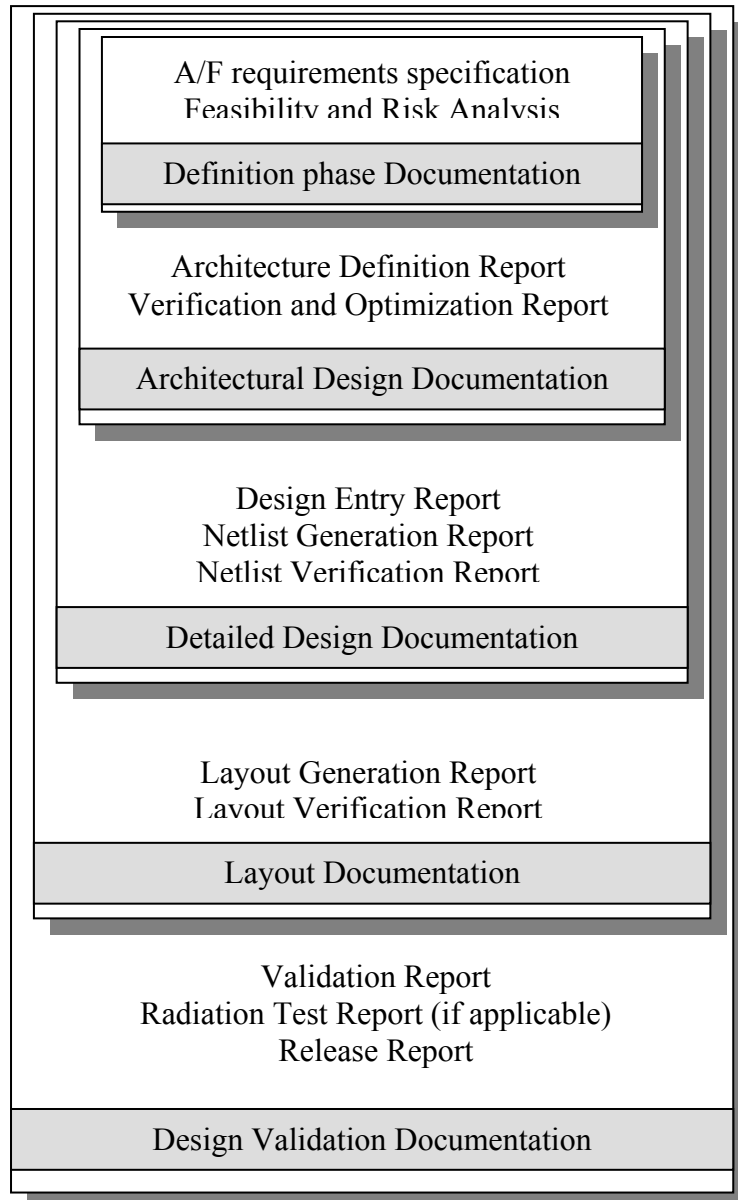 A/F requirements specification
Feasibility and Risk Analysis
Definition phase Documentation
Architecture Definition Report
Verification and Optimization Report
Architectural Design Documentation
Design Entry Report
Netlist Generation Report
Netlist Verification Report
Detailed Design Documentation
Layout Generation Report
Layout Verification Report
Layout Documentation
Validation Report
Radiation Test Report (if applicable)
Release Report
Design Validation Documentation